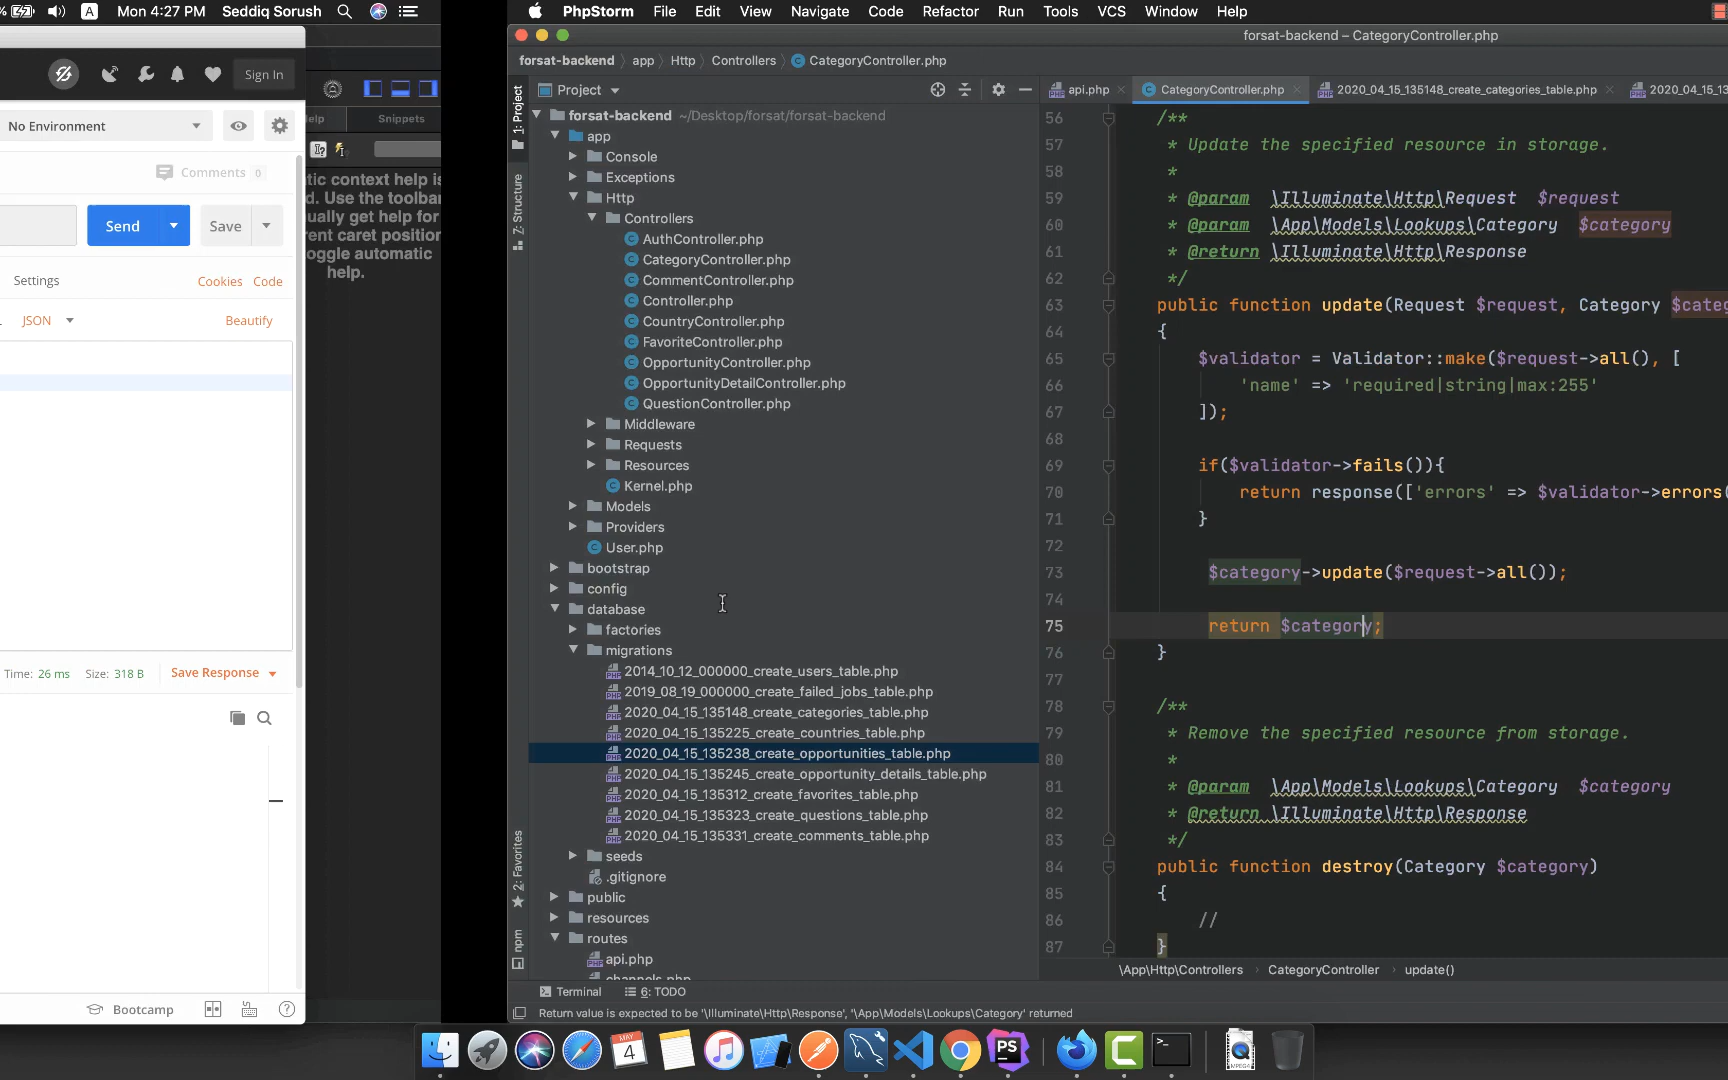 Mon 4:27 PM Seddiq Sorush
PhpStorm File Edit View Navigate Code Refactor Run Tools VCS Window Help
forsat-backend – CategoryController.php
forsat-backend app Http Controllers CategoryController.php
Sign In
No Environment
Comments 0
Send
Save
Settings
Cookies Code
JSON
Beautify
Time: 26 ms Size: 318 B Save Response
Bootcamp
Snippets
Use the toolbar
get help for
caret position
automatic
help.
1: Project
7: Structure
2: Favorites
npm
Project
forsat-backend ~/Desktop/forsat/forsat-backend
app
Console
Exceptions
Http
Controllers
AuthController.php
CategoryController.php
CommentController.php
Controller.php
CountryController.php
FavoriteController.php
OpportunityController.php
OpportunityDetailController.php
QuestionController.php
Middleware
Requests
Resources
Kernel.php
Models
Providers
User.php
bootstrap
config
database
factories
migrations
2014_10_12_000000_create_users_table.php
2019_08_19_000000_create_failed_jobs_table.php
2020_04_15_135148_create_categories_table.php
2020_04_15_135225_create_countries_table.php
2020_04_15_135238_create_opportunities_table.php
2020_04_15_135245_create_opportunity_details_table.php
2020_04_15_135312_create_favorites_table.php
2020_04_15_135323_create_questions_table.php
2020_04_15_135331_create_comments_table.php
seeds
.gitignore
public
resources
routes
api.php
channels.php
api.php CategoryController.php 2020_04_15_135148_create_categories_table.php 2020_04_15_13
56 /**
57 * Update the specified resource in storage.
58 *
59 * @param \Illuminate\Http\Request $request
60 * @param \App\Models\Lookups\Category $category
61 * @return \Illuminate\Http\Response
62 */
63 public function update(Request $request, Category $categ
64 {
65 $validator = Validator::make($request->all(), [
66 'name' => 'required|string|max:255'
67 ]);
68
69 if($validator->fails()){
70 return response(['errors' => $validator->errors(
71 }
72
73 $category->update($request->all());
74
75 return $category;
76 }
77
78 /**
79 * Remove the specified resource from storage.
80 *
81 * @param \App\Models\Lookups\Category $category
82 * @return \Illuminate\Http\Response
83 */
84 public function destroy(Category $category)
85 {
86 //
87 }
\App\Http\Controllers CategoryController update()
Terminal 6: TODO
Return value is expected to be '\Illuminate\Http\Response', '\App\Models\Lookups\Category' returned
MAY
4
PS